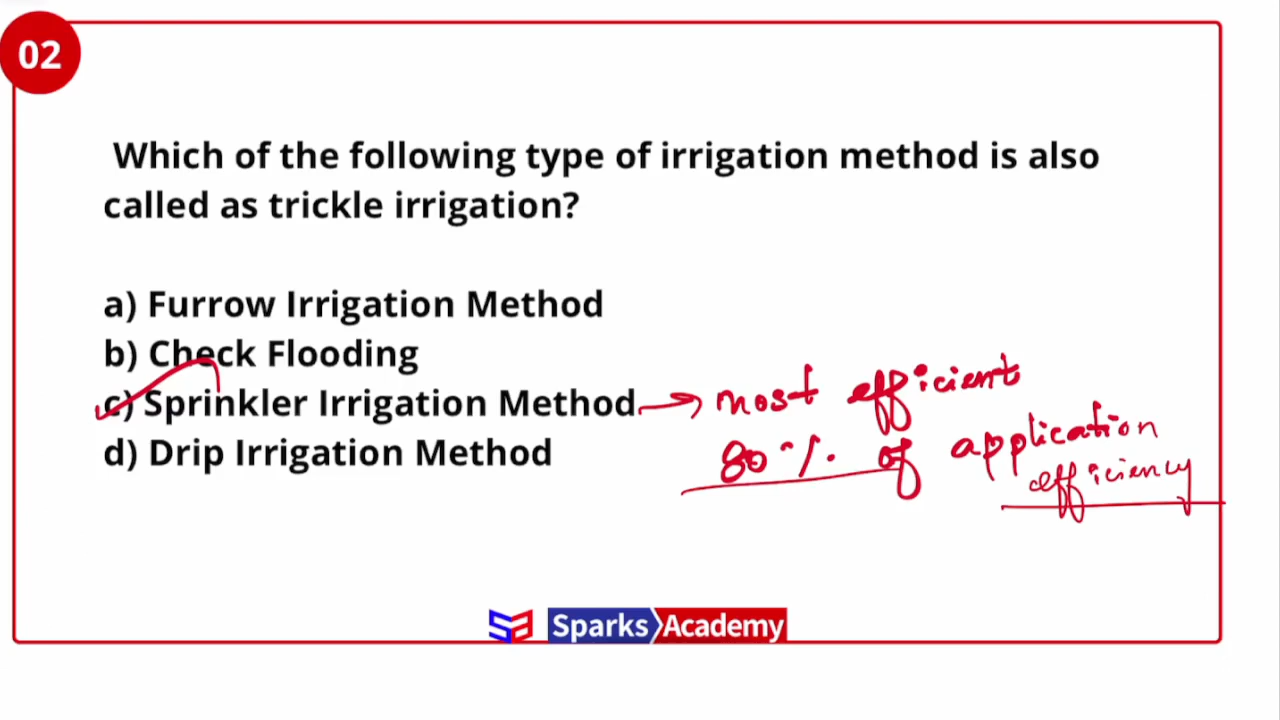 02
Which of the following type of irrigation method is also
called as trickle irrigation?
a) Furrow Irrigation Method
b) Check Flooding
c) Sprinkler Irrigation Method → most efficient
80 % of application
efficiency
d) Drip Irrigation Method
Sparks Academy